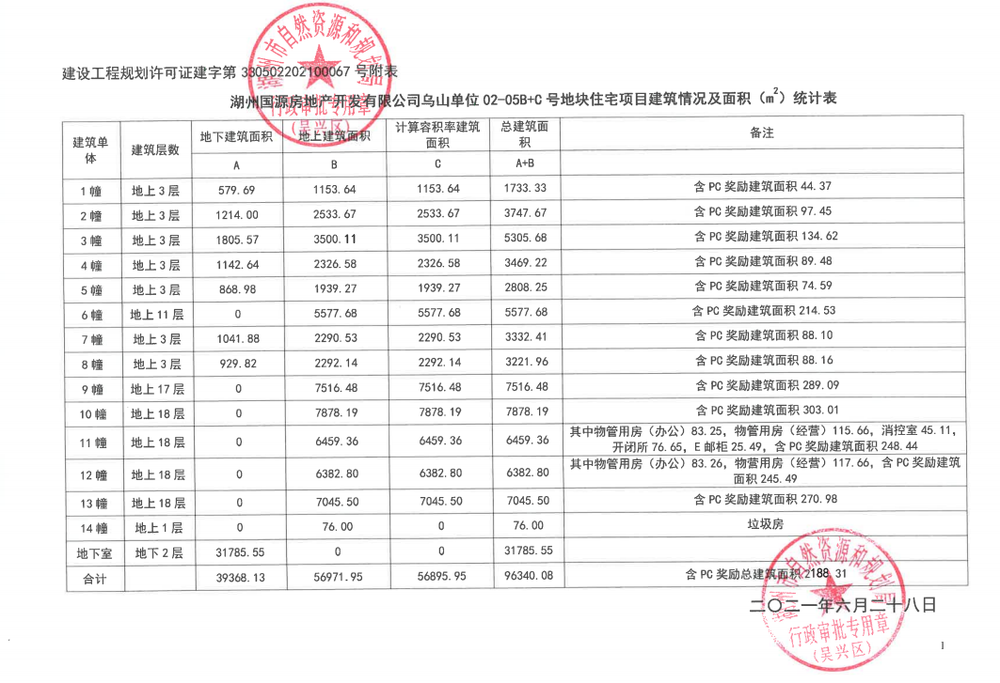 建设工程规划许可证建字第 330502202100067 号附表
湖州国源房地产开发有限公司乌山单位 02-05B+C 号地块住宅项目建筑情况及面积（m²）统计表
湖州市自然资源和规划局
行政审批专用章
（吴兴区）
建筑单体 建筑层数 地下建筑面积 地上建筑面积 计算容积率建筑面积 总建筑面积 备注
A B C A+B
1 幢 地上 3 层 579.69 1153.64 1153.64 1733.33 含 PC 奖励建筑面积 44.37
2 幢 地上 3 层 1214.00 2533.67 2533.67 3747.67 含 PC 奖励建筑面积 97.45
3 幢 地上 3 层 1805.57 3500.11 3500.11 5305.68 含 PC 奖励建筑面积 134.62
4 幢 地上 3 层 1142.64 2326.58 2326.58 3469.22 含 PC 奖励建筑面积 89.48
5 幢 地上 3 层 868.98 1939.27 1939.27 2808.25 含 PC 奖励建筑面积 74.59
6 幢 地上 11 层 0 5577.68 5577.68 5577.68 含 PC 奖励建筑面积 214.53
7 幢 地上 3 层 1041.88 2290.53 2290.53 3332.41 含 PC 奖励建筑面积 88.10
8 幢 地上 3 层 929.82 2292.14 2292.14 3221.96 含 PC 奖励建筑面积 88.16
9 幢 地上 17 层 0 7516.48 7516.48 7516.48 含 PC 奖励建筑面积 289.09
10 幢 地上 18 层 0 7878.19 7878.19 7878.19 含 PC 奖励建筑面积 303.01
11 幢 地上 18 层 0 6459.36 6459.36 6459.36 其中物管用房（办公）83.25，物管用房（经营）115.66，消控室 45.11，
开闭所 76.65，E 邮柜 25.49，含 PC 奖励建筑面积 248.44
12 幢 地上 18 层 0 6382.80 6382.80 6382.80 其中物管用房（办公）83.26，物营用房（经营）117.66，含 PC 奖励建筑
面积 245.49
13 幢 地上 18 层 0 7045.50 7045.50 7045.50 含 PC 奖励建筑面积 270.98
14 幢 地上 1 层 0 76.00 0 76.00 垃圾房
地下室 地下 2 层 31785.55 0 0 31785.55
合计 39368.13 56971.95 56895.95 96340.08 含 PC 奖励总建筑面积 2188.31
二〇二一年六月二十八日
湖州市自然资源和规划局
行政审批专用章
（吴兴区）
1